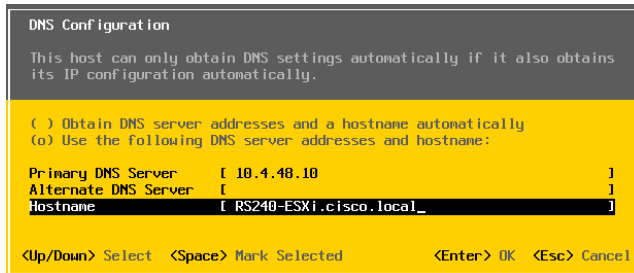 DNS Configuration
This host can only obtain DNS settings automatically if it also obtains
its IP configuration automatically.
( ) Obtain DNS server addresses and a hostname automatically
(o) Use the following DNS server addresses and hostname:
Primary DNS Server [ 10.4.48.10 ]
Alternate DNS Server [ ]
Hostname [ RS240-ESXi.cisco.local_ ]
<Up/Down> Select <Space> Mark Selected <Enter> OK <Esc> Cancel